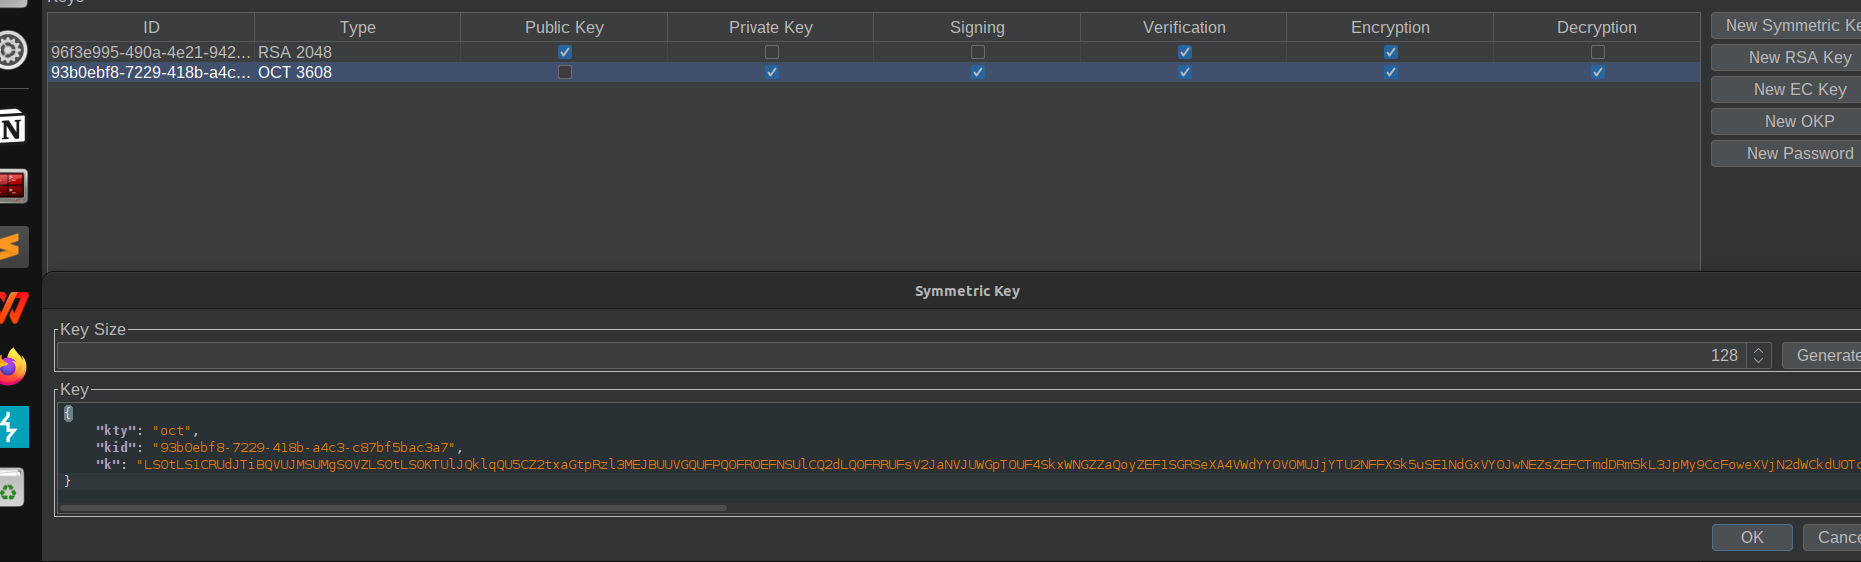 Keys
ID Type Public Key Private Key Signing Verification Encryption Decryption
96f3e995-490a-4e21-942... RSA 2048
93b0ebf8-7229-418b-a4c... OCT 3608
New Symmetric Ke
New RSA Key
New EC Key
New OKP
New Password
Symmetric Key
Key Size
128 Generate
Key
{
"kty": "oct",
"kid": "93b0ebf8-7229-418b-a4c3-c87bf5bac3a7",
"k":
}
OK Cance